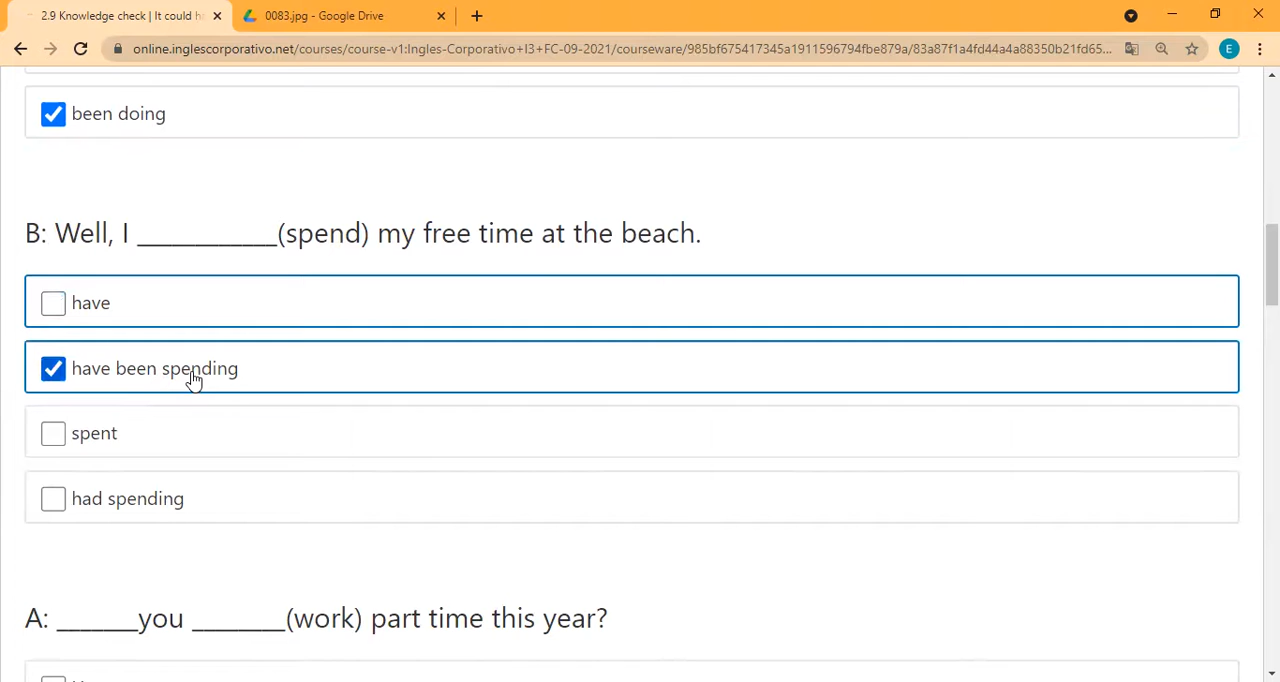 2.9 Knowledge check | It could h
0083.jpg - Google Drive
online.inglescorporativo.net/courses/course-v1:Ingles-Corporativo+I3+FC-09-2021/courseware/985bf675417345a1911596794fbe879a/83a87f1a4fd44a4a88350b21fd65...
E
been doing
B: Well, I ____________(spend) my free time at the beach.
have
have been spending
spent
had spending
A: _______you ________(work) part time this year?